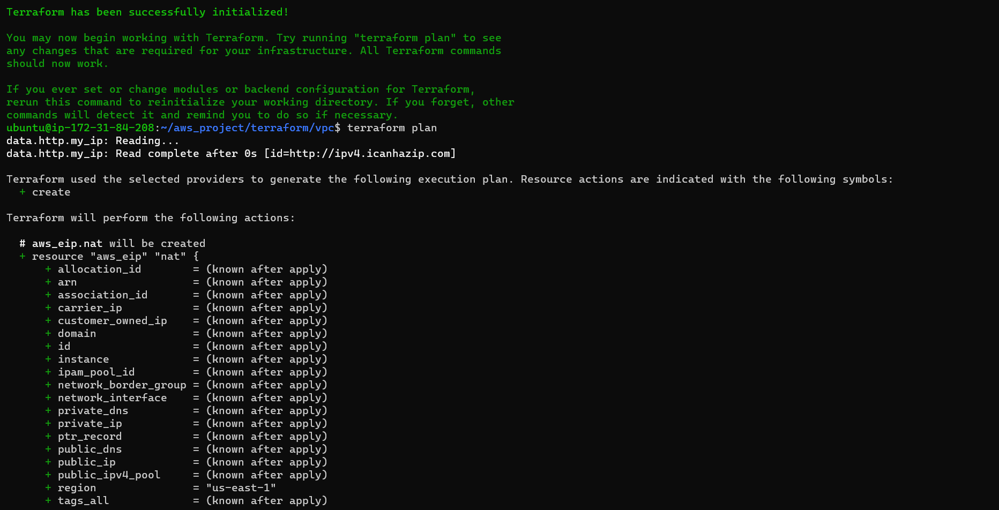 Terraform has been successfully initialized!
You may now begin working with Terraform. Try running "terraform plan" to see
any changes that are required for your infrastructure. All Terraform commands
should now work.
If you ever set or change modules or backend configuration for Terraform,
rerun this command to reinitialize your working directory. If you forget, other
commands will detect it and remind you to do so if necessary.
ubuntu@ip-172-31-84-208:~/aws_project/terraform/vpc$ terraform plan
data.http.my_ip: Reading...
data.http.my_ip: Read complete after 0s [id=http://ipv4.icanhazip.com]
Terraform used the selected providers to generate the following execution plan. Resource actions are indicated with the following symbols:
  + create
Terraform will perform the following actions:
  # aws_eip.nat will be created
  + resource "aws_eip" "nat" {
      + allocation_id        = (known after apply)
      + arn                  = (known after apply)
      + association_id       = (known after apply)
      + carrier_ip           = (known after apply)
      + customer_owned_ip    = (known after apply)
      + domain               = (known after apply)
      + id                   = (known after apply)
      + instance             = (known after apply)
      + ipam_pool_id         = (known after apply)
      + network_border_group = (known after apply)
      + network_interface    = (known after apply)
      + private_dns          = (known after apply)
      + private_ip           = (known after apply)
      + ptr_record           = (known after apply)
      + public_dns           = (known after apply)
      + public_ip            = (known after apply)
      + public_ipv4_pool     = (known after apply)
      + region               = "us-east-1"
      + tags_all             = (known after apply)